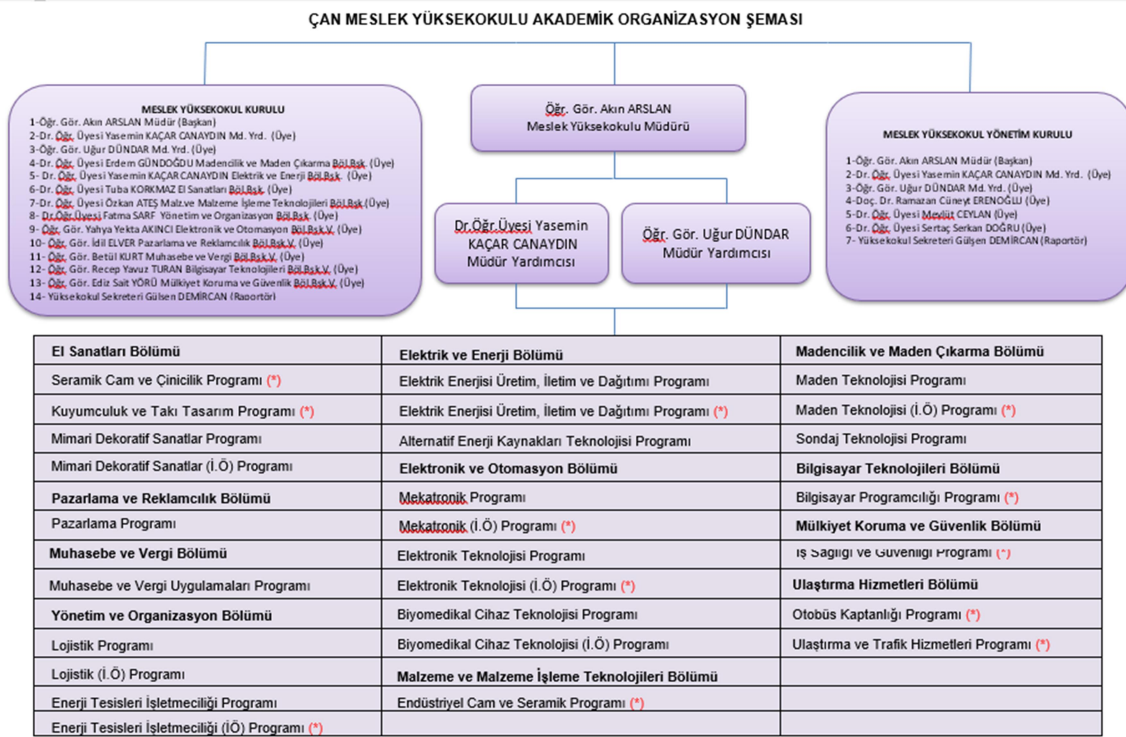 ÇAN MESLEK YÜKSEKOKULU AKADEMİK ORGANİZASYON ŞEMASI
MESLEK YÜKSEKOKUL KURULU
1-Öğr. Gör. Akın ARSLAN Müdür (Başkan)
2-Dr. Öğr. Üyesi Yasemin KAÇAR CANAYDIN Md. Yrd. (Üye)
3-Öğr. Gör. Uğur DÜNDAR Md. Yrd. (Üye)
4-Dr. Öğr. Üyesi Erdem GÜNDOĞDU Madencilik ve Maden Çıkarma Böl.Bşk. (Üye)
5- Dr. Öğr. Üyesi Yasemin KAÇAR CANAYDIN Elektrik ve Enerji Böl.Bşk. (Üye)
6-Dr. Öğr. Üyesi Tuba KORKMAZ El Sanatları Böl.Bşk. (Üye)
7-Dr. Öğr. Üyesi Özkan ATEŞ Malz.ve Malzeme İşleme Teknolojileri Böl.Bşk.(Üye)
8- Dr.Öğr.Üyesi Fatma SARF Yönetim ve Organizasyon Böl.Bşk. (Üye)
9- Öğr. Gör. Yahya Yekta AKINCI Elektronik ve Otomasyon Böl.Bşk.V. (Üye)
10- Öğr. Gör. İdil ELVER Pazarlama ve Reklamcılık Böl.Bşk.V. (Üye)
11- Öğr. Gör. Betül KURT Muhasebe ve Vergi Böl.Bşk.V. (Üye)
12- Öğr. Gör. Recep Yavuz TURAN Bilgisayar Teknolojileri Böl.Bşk.V. (Üye)
13- Öğr. Gör. Ediz Sait YÖRÜ Mülkiyet Koruma ve Güvenlik Böl.Bşk.V. (Üye)
14- Yüksekokul Sekreteri Gülşen DEMİRCAN (Raportör)
Öğr. Gör. Akın ARSLAN
Meslek Yüksekokulu Müdürü
Dr.Öğr.Üyesi Yasemin
KAÇAR CANAYDIN
Müdür Yardımcısı
Öğr. Gör. Uğur DÜNDAR
Müdür Yardımcısı
MESLEK YÜKSEKOKUL YÖNETİM KURULU
1-Öğr. Gör. Akın ARSLAN Müdür (Başkan)
2-Dr. Öğr. Üyesi Yasemin KAÇAR CANAYDIN Md. Yrd. (Üye)
3-Öğr. Gör. Uğur DÜNDAR Md. Yrd. (Üye)
4-Doç. Dr. Ramazan Cüneyt ERENOĞLU (Üye)
5-Dr. Öğr. Üyesi Mevlüt CEYLAN (Üye)
6-Dr. Öğr. Üyesi Sertaç Serkan DOĞRU (Üye)
7- Yüksekokul Sekreteri Gülşen DEMİRCAN (Raportör)
El Sanatları Bölümü
Seramik Cam ve Çinicilik Programı (*)
Kuyumculuk ve Takı Tasarım Programı (*)
Mimari Dekoratif Sanatlar Programı
Mimari Dekoratif Sanatlar (İ.Ö) Programı
Pazarlama ve Reklamcılık Bölümü
Pazarlama Programı
Muhasebe ve Vergi Bölümü
Muhasebe ve Vergi Uygulamaları Programı
Yönetim ve Organizasyon Bölümü
Lojistik Programı
Lojistik (İ.Ö) Programı
Enerji Tesisleri İşletmeciliği Programı
Enerji Tesisleri İşletmeciliği (İÖ) Programı (*)
Elektrik ve Enerji Bölümü
Elektrik Enerjisi Üretim, İletim ve Dağıtımı Programı
Elektrik Enerjisi Üretim, İletim ve Dağıtımı Programı (*)
Alternatif Enerji Kaynakları Teknolojisi Programı
Elektronik ve Otomasyon Bölümü
Mekatronik Programı
Mekatronik (İ.Ö) Programı (*)
Elektronik Teknolojisi Programı
Elektronik Teknolojisi (İ.Ö) Programı (*)
Biyomedikal Cihaz Teknolojisi Programı
Biyomedikal Cihaz Teknolojisi (İ.Ö) Programı
Malzeme ve Malzeme İşleme Teknolojileri Bölümü
Endüstriyel Cam ve Seramik Programı (*)
Madencilik ve Maden Çıkarma Bölümü
Maden Teknolojisi Programı
Maden Teknolojisi (İ.Ö) Programı (*)
Sondaj Teknolojisi Programı
Bilgisayar Teknolojileri Bölümü
Bilgisayar Programcılığı Programı (*)
Mülkiyet Koruma ve Güvenlik Bölümü
İş Sağlığı ve Güvenliği Programı (*)
Ulaştırma Hizmetleri Bölümü
Otobüs Kaptanlığı Programı (*)
Ulaştırma ve Trafik Hizmetleri Programı (*)